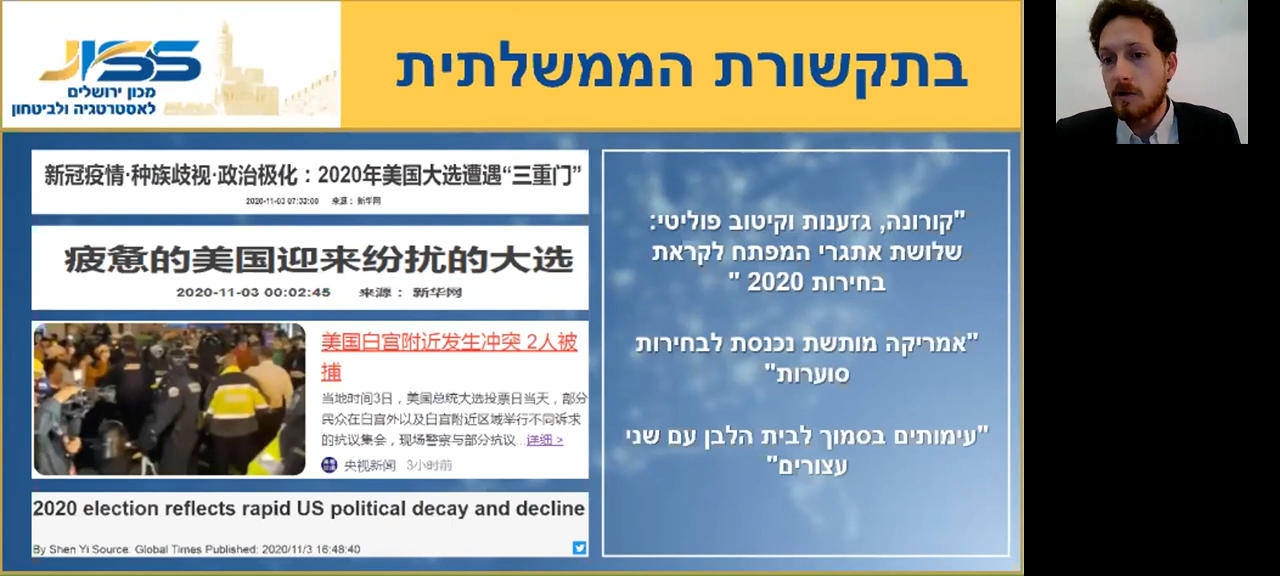 JISS
מכון ירושלים
לאסטרטגיה ולביטחון
בתקשורת הממשלתית
新冠疫情·种族歧视·政治极化：2020年美国大选遭遇“三重门”
2020-11-03 07:33:00 来源： 新华网
疲惫的美国迎来纷扰的大选
2020-11-03 00:02:45 来源： 新华网
美国白宫附近发生冲突 2人被
捕
当地时间3日，美国总统大选投票日当天，部分
民众在白宫外以及白宫附近区域举行不同诉求
的抗议集会，现场警察与部分抗议... 详细 >
央视新闻 3小时前
2020 election reflects rapid US political decay and decline
By Shen Yi Source: Global Times Published: 2020/11/3 16:48:40
"קורונה, גזענות וקיטוב פוליטי:
שלושת אתגרי המפתח לקראת
בחירות 2020 "
"אמריקה מותשת נכנסת לבחירות
סוערות"
"עימותים בסמוך לבית הלבן עם שני
עצורים"